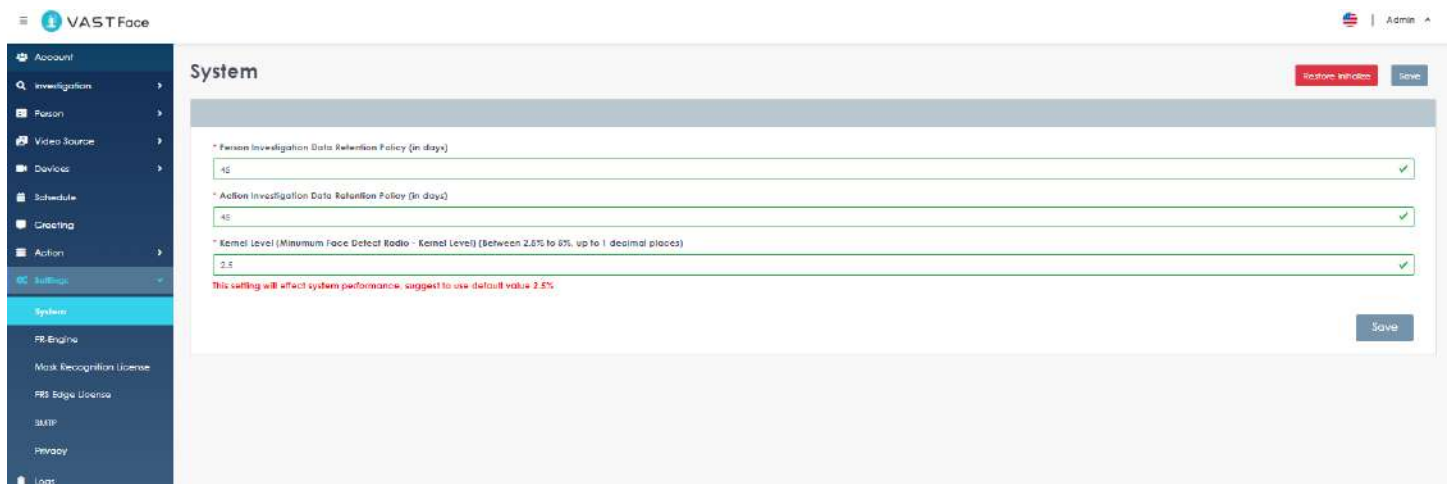 VAST Face
Admin
Account
Investigation
Person
Video Source
Devices
Schedule
Greeting
Action
Settings
System
FR-Engine
Mask Recognition License
FRS Edge License
SMTP
Privacy
Logs
System
Restore Initialize
Save
* Person Investigation Data Retention Policy (in days)
45
* Action Investigation Data Retention Policy (in days)
45
* Kernel Level (Minumum Face Detect Radio - Kernel Level) (Between 2.5% to 5%, up to 1 decimal places)
2.5
This setting will effect system performance, suggest to use default value 2.5%
Save